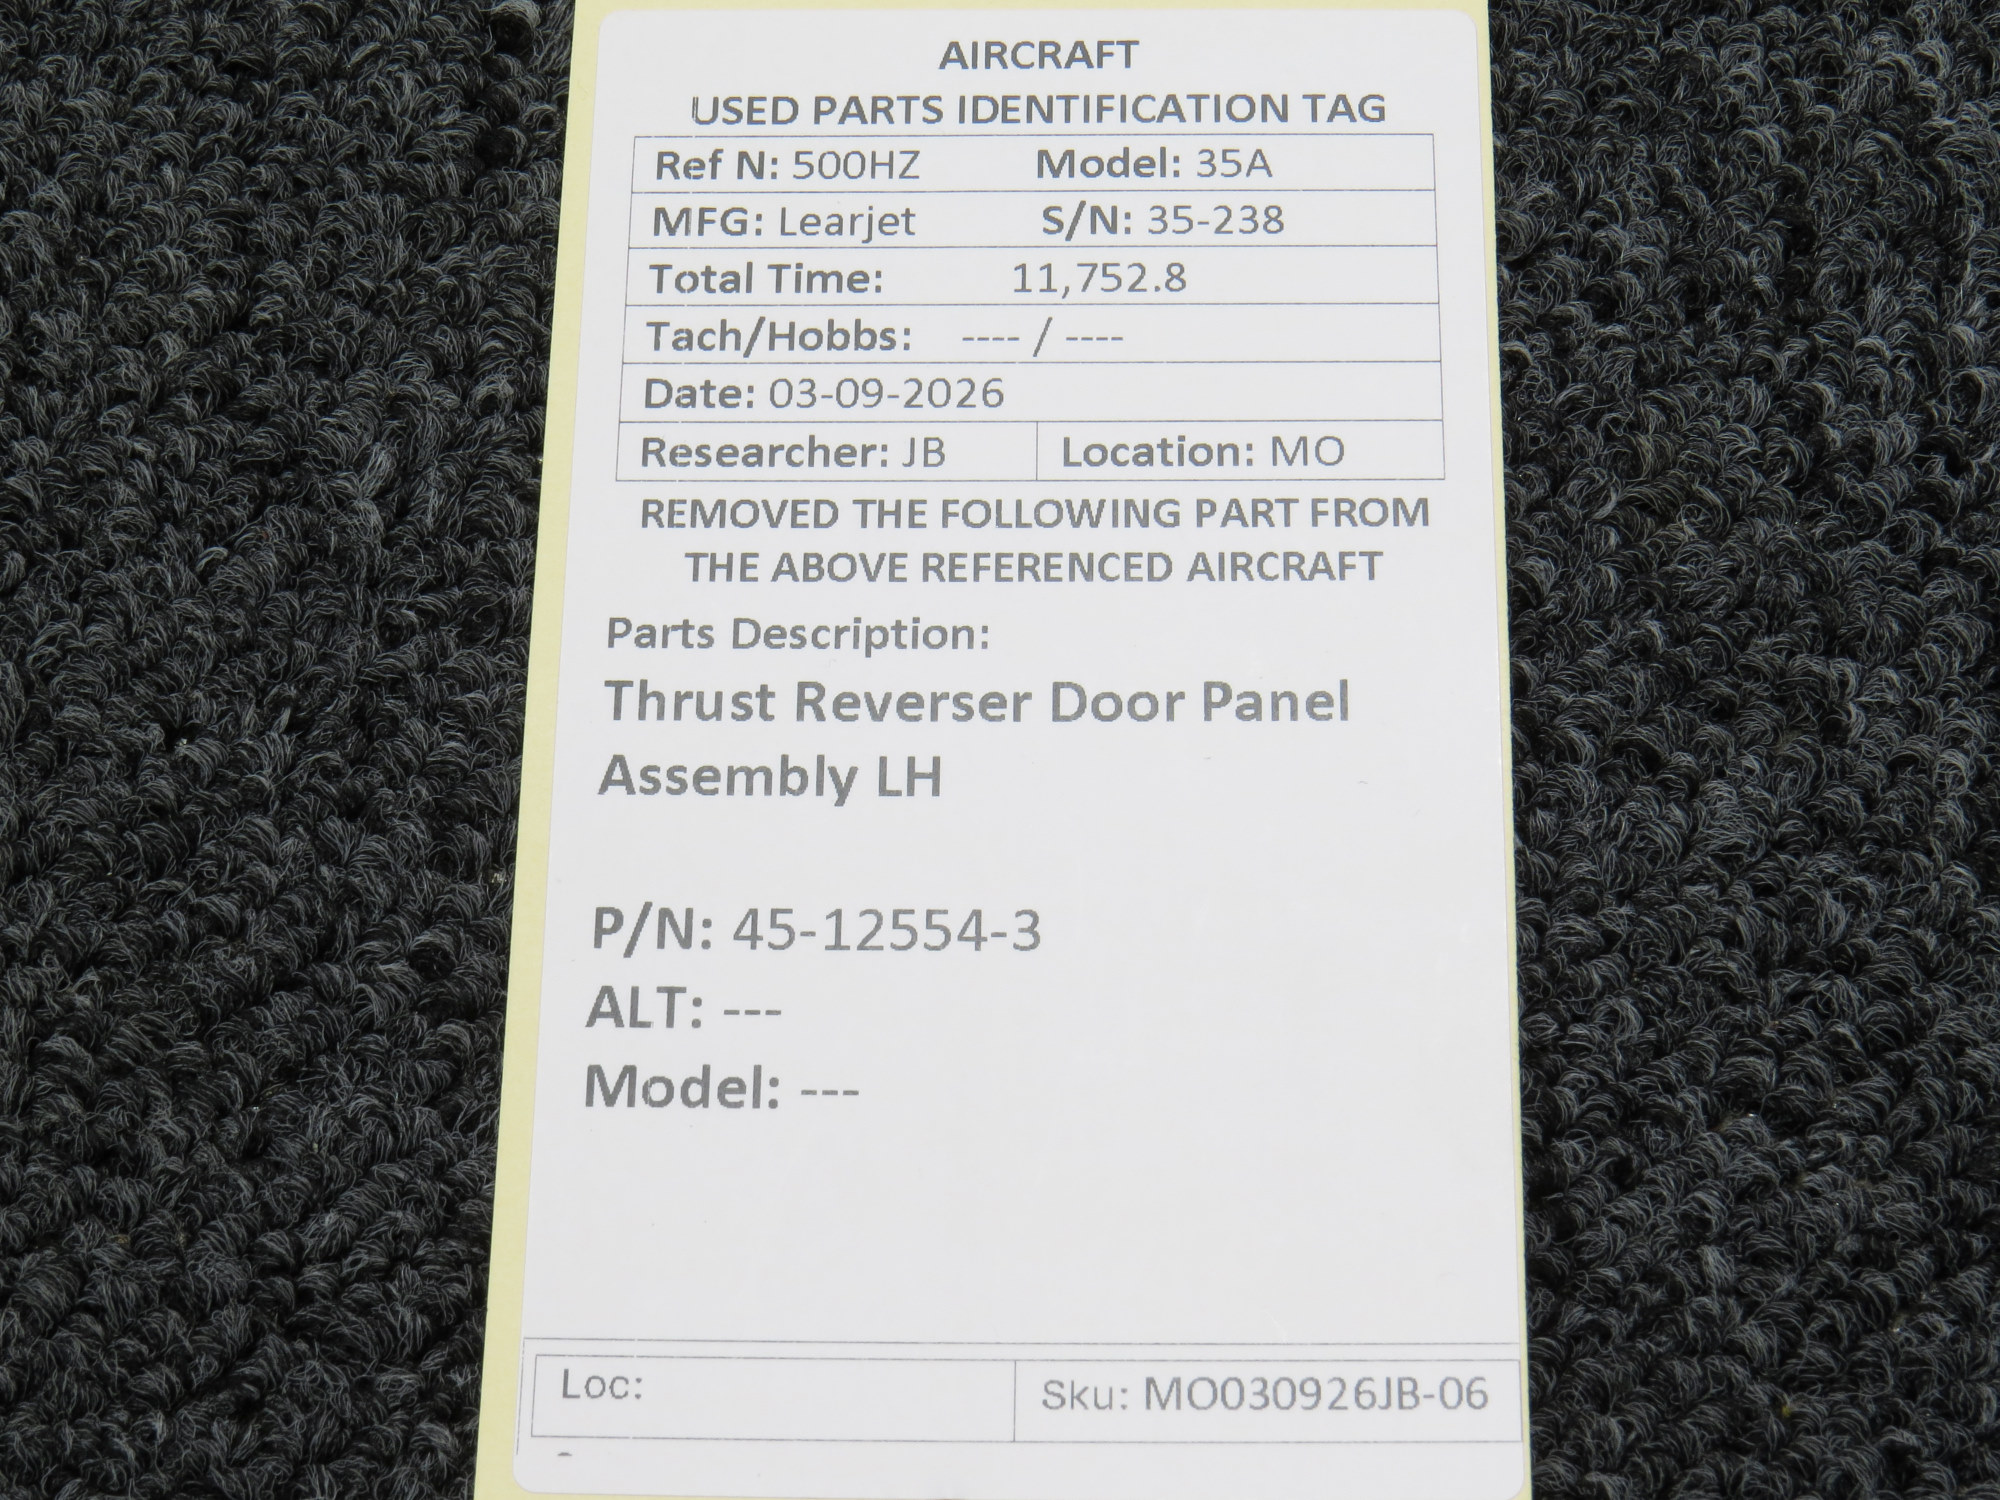 AIRCRAFT
USED PARTS IDENTIFICATION TAG
Ref N: 500HZ Model: 35A
MFG: Learjet S/N: 35-238
Total Time: 11,752.8
Tach/Hobbs: ---- / ----
Date: 03-09-2026
Researcher: JB Location: MO
REMOVED THE FOLLOWING PART FROM
THE ABOVE REFERENCED AIRCRAFT
Parts Description:
Thrust Reverser Door Panel
Assembly LH
P/N: 45-12554-3
ALT: ---
Model: ---
Loc: Sku: MO030926JB-06